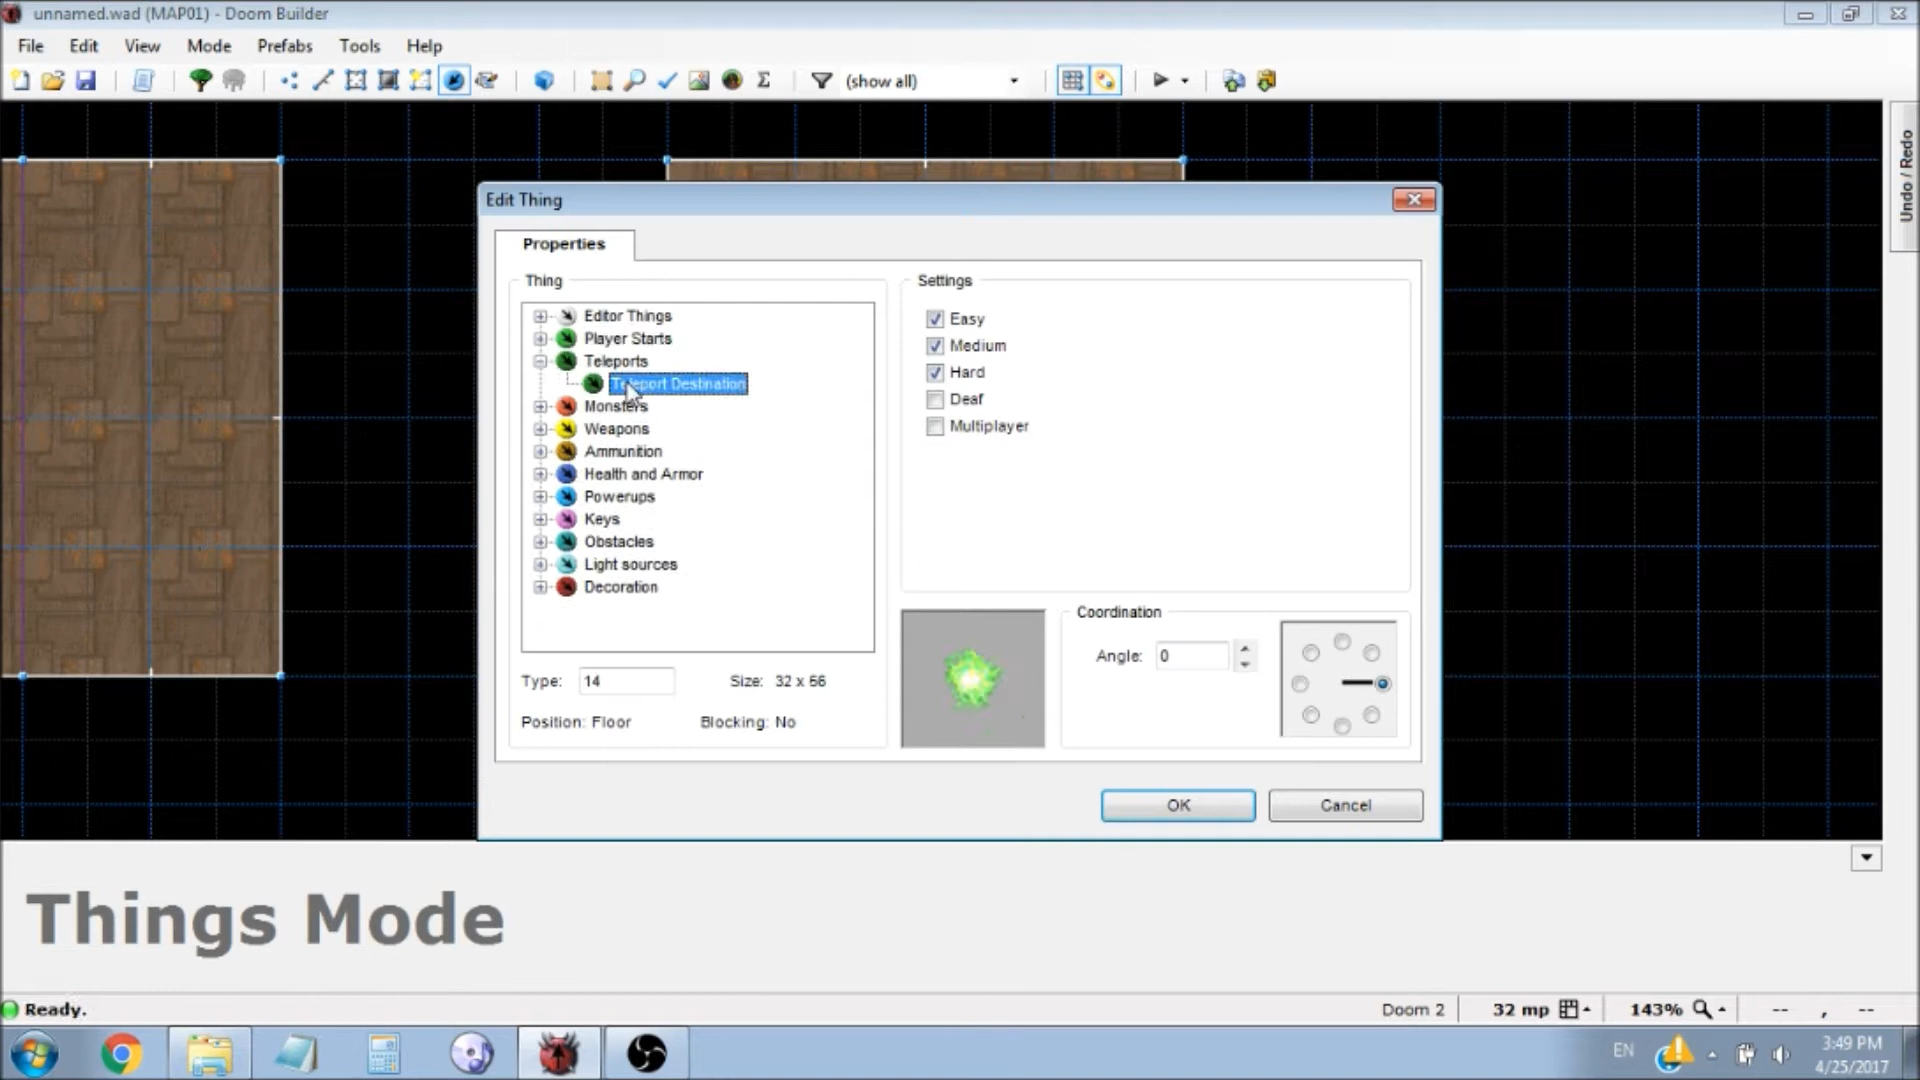 unnamed.wad (MAP01) - Doom Builder
File Edit View Mode Prefabs Tools Help
(show all)
Undo / Redo
Edit Thing
Properties
Thing
Editor Things
Player Starts
Teleports
Teleport Destination
Monsters
Weapons
Ammunition
Health and Armor
Powerups
Keys
Obstacles
Light sources
Decoration
Type: 14 Size: 32 x 56
Position: Floor Blocking: No
Settings
Easy
Medium
Hard
Deaf
Multiplayer
Coordination
Angle: 0
OK Cancel
Things Mode
Ready. Doom 2 32 mp 143% -- , --
EN 3:49 PM
4/25/2017